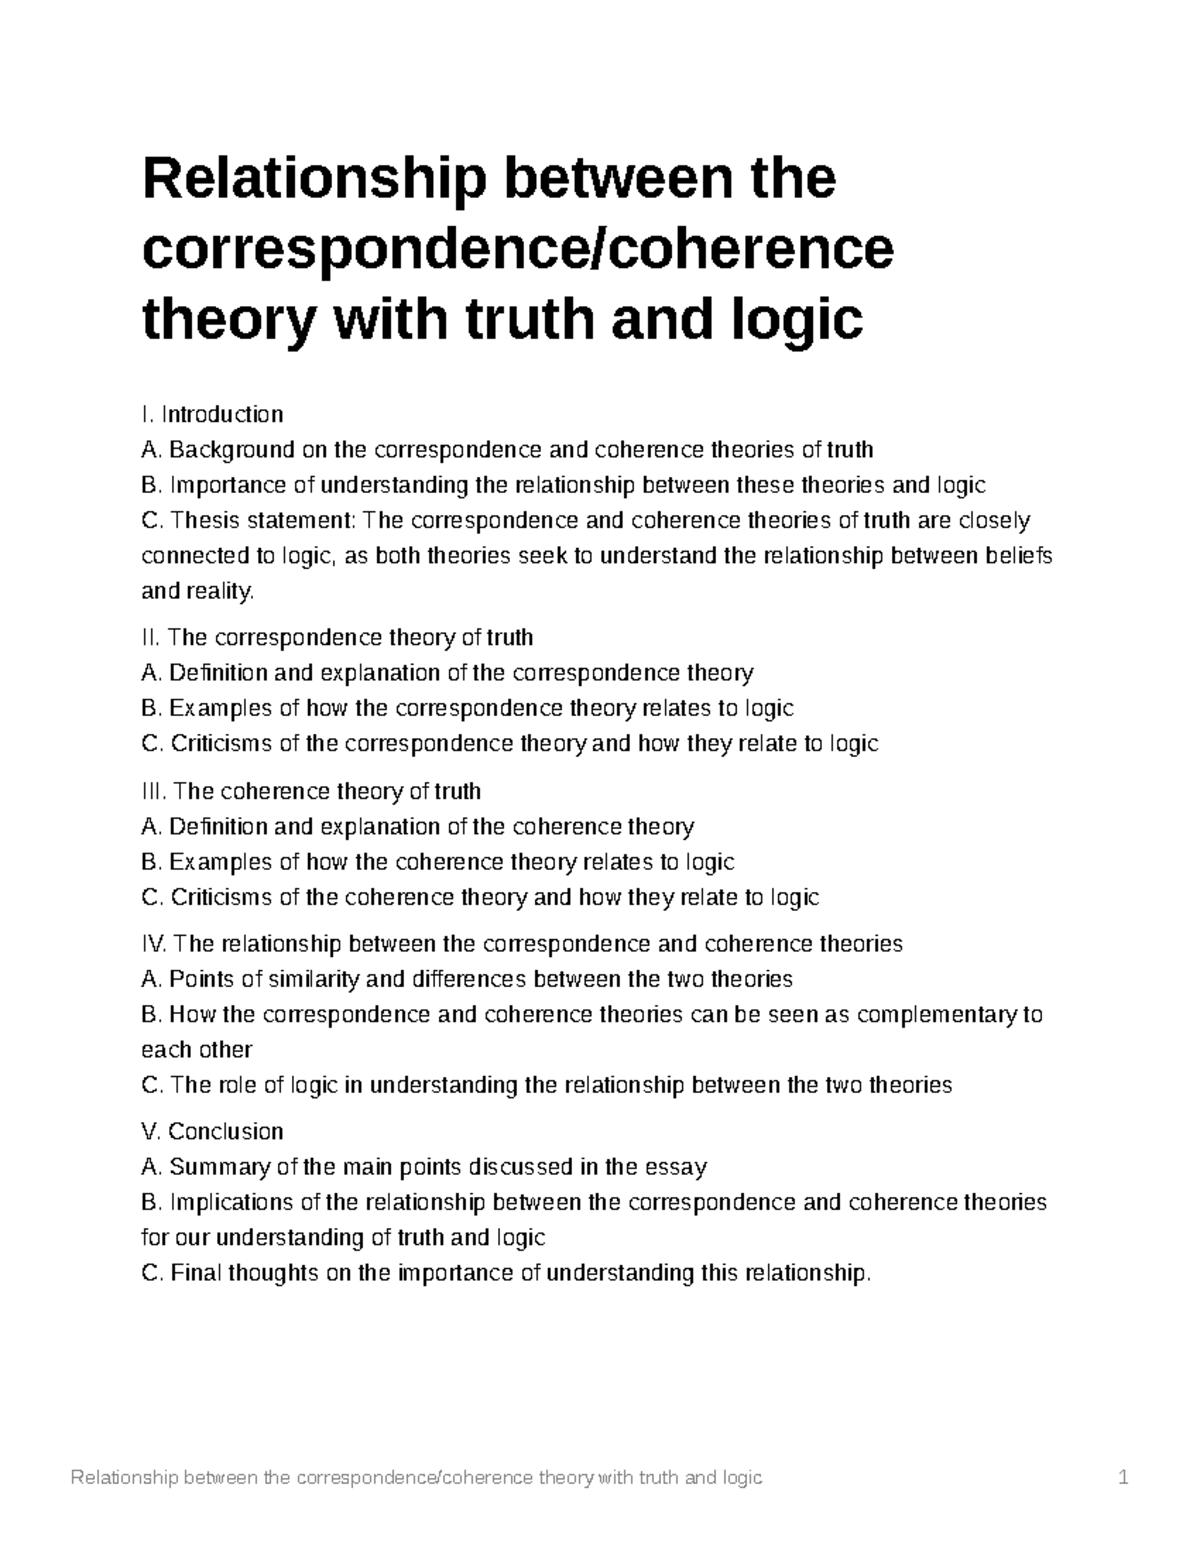 Relationship between the
correspondence/coherence
theory with truth and logic
I. Introduction
A. Background on the correspondence and coherence theories of truth
B. Importance of understanding the relationship between these theories and logic
C. Thesis statement: The correspondence and coherence theories of truth are closely
connected to logic, as both theories seek to understand the relationship between beliefs
and reality.
II. The correspondence theory of truth
A. Definition and explanation of the correspondence theory
B. Examples of how the correspondence theory relates to logic
C. Criticisms of the correspondence theory and how they relate to logic
III. The coherence theory of truth
A. Definition and explanation of the coherence theory
B. Examples of how the coherence theory relates to logic
C. Criticisms of the coherence theory and how they relate to logic
IV. The relationship between the correspondence and coherence theories
A. Points of similarity and differences between the two theories
B. How the correspondence and coherence theories can be seen as complementary to
each other
C. The role of logic in understanding the relationship between the two theories
V. Conclusion
A. Summary of the main points discussed in the essay
B. Implications of the relationship between the correspondence and coherence theories
for our understanding of truth and logic
C. Final thoughts on the importance of understanding this relationship.
Relationship between the correspondence/coherence theory with truth and logic 1